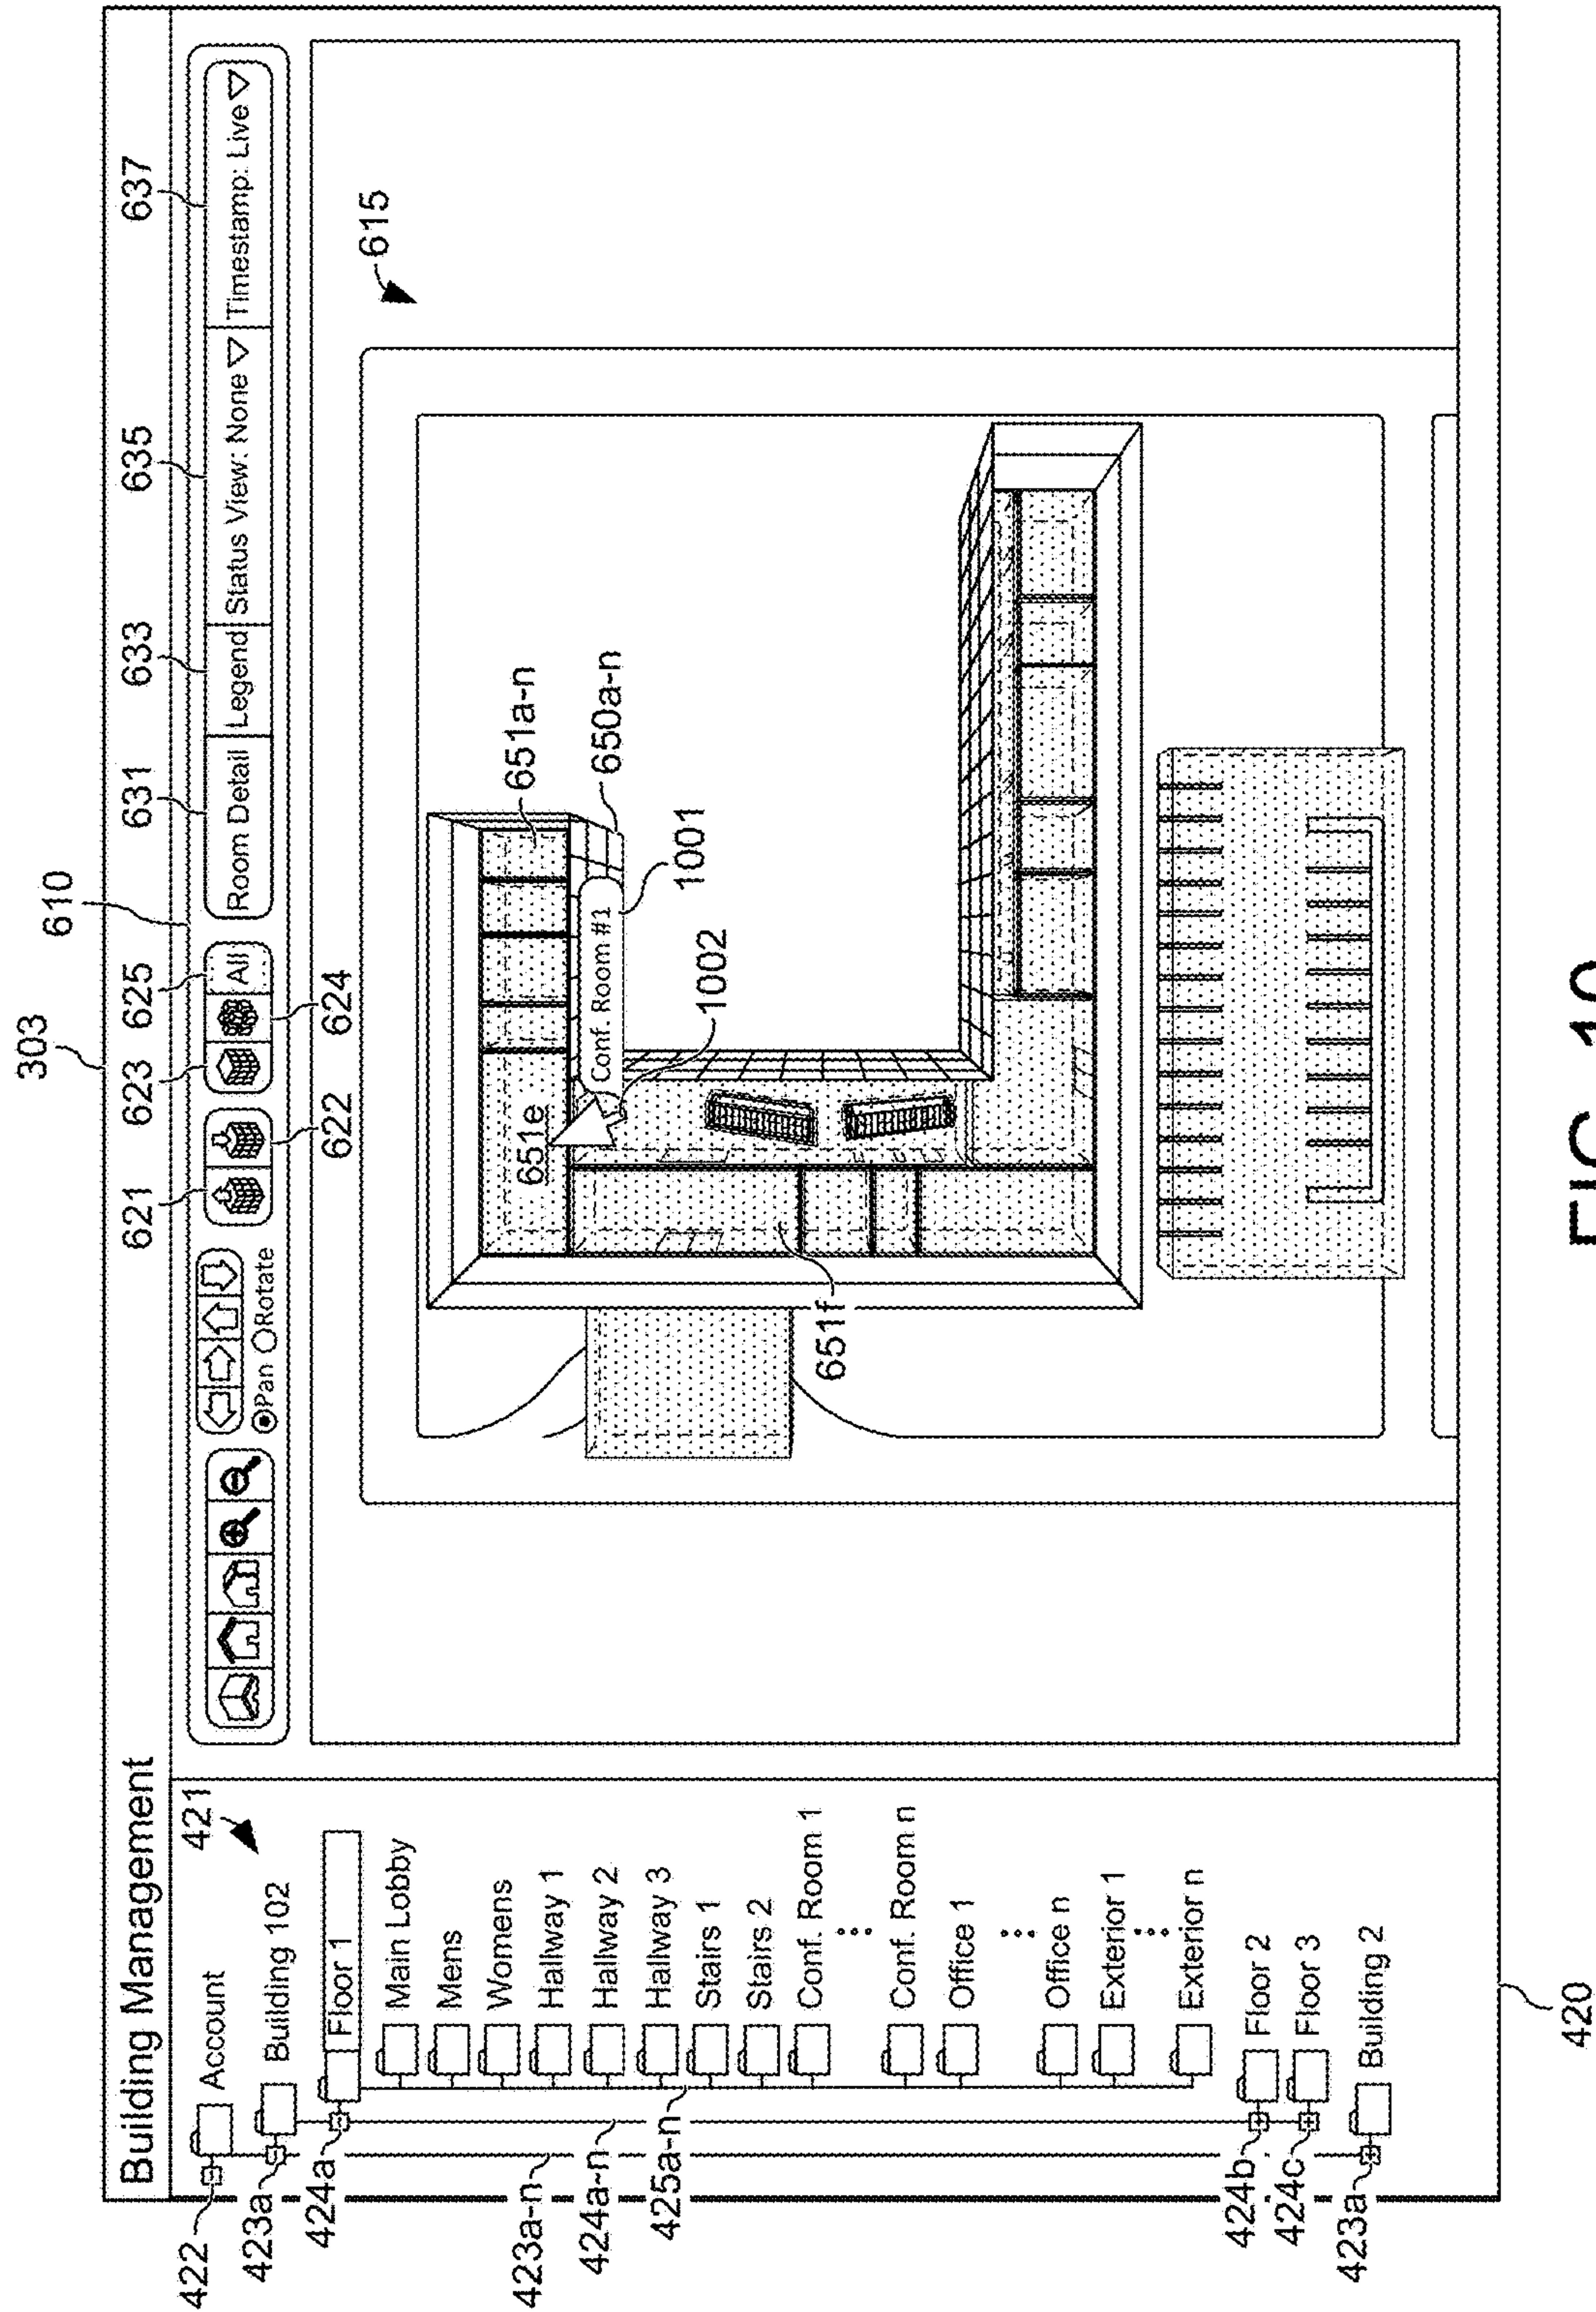 303
610
621
623
625
631
633
635
637
Building Management
Room Detail
Legend
Status View: None
Timestamp: Live
All
Pan
Rotate
622
624
615
421
422
Account
423a
Building 102
424a
Floor 1
Main Lobby
Mens
Womens
Hallway 1
Hallway 2
Hallway 3
Stairs 1
Stairs 2
Conf. Room 1
Conf. Room n
Office 1
Office n
Exterior 1
Exterior n
423a-n
424a-n
425a-n
424b
Floor 2
424c
Floor 3
423a
Building 2
420
651a-n
650a-n
651e
Conf. Room #1
1001
1002
651f
FIG. 10